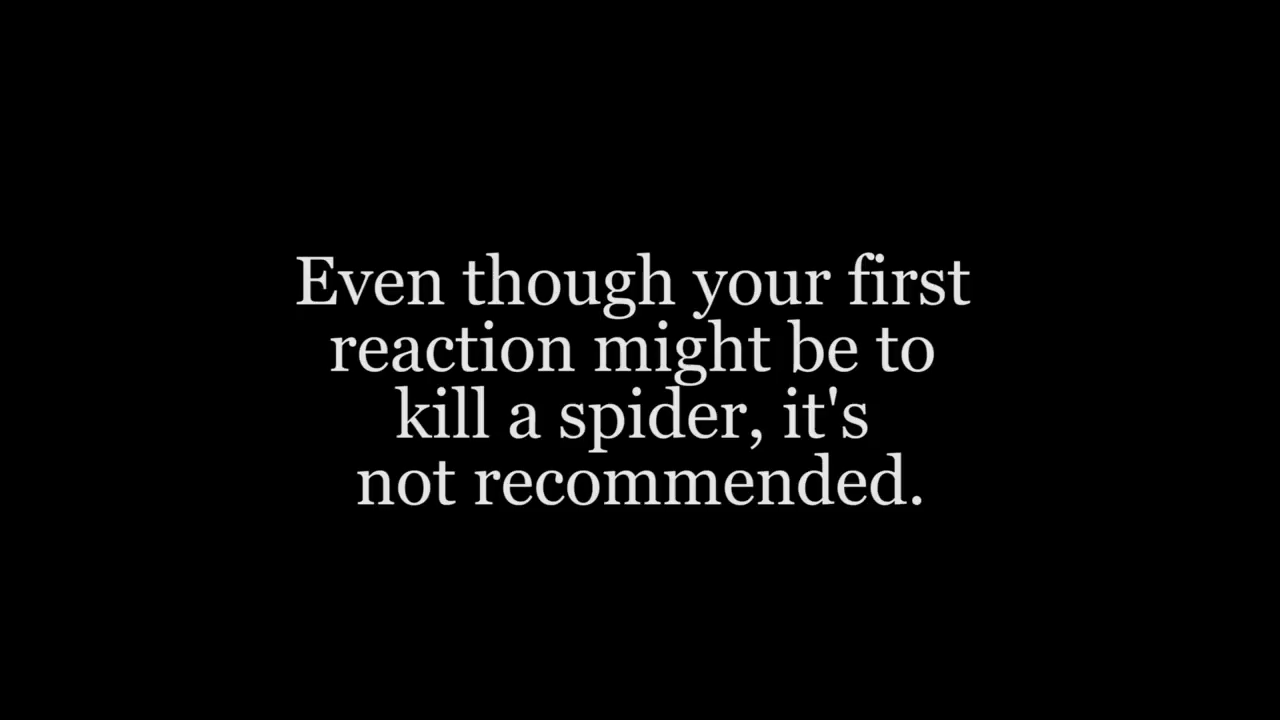 Even though your first
reaction might be to
kill a spider, it's
not recommended.